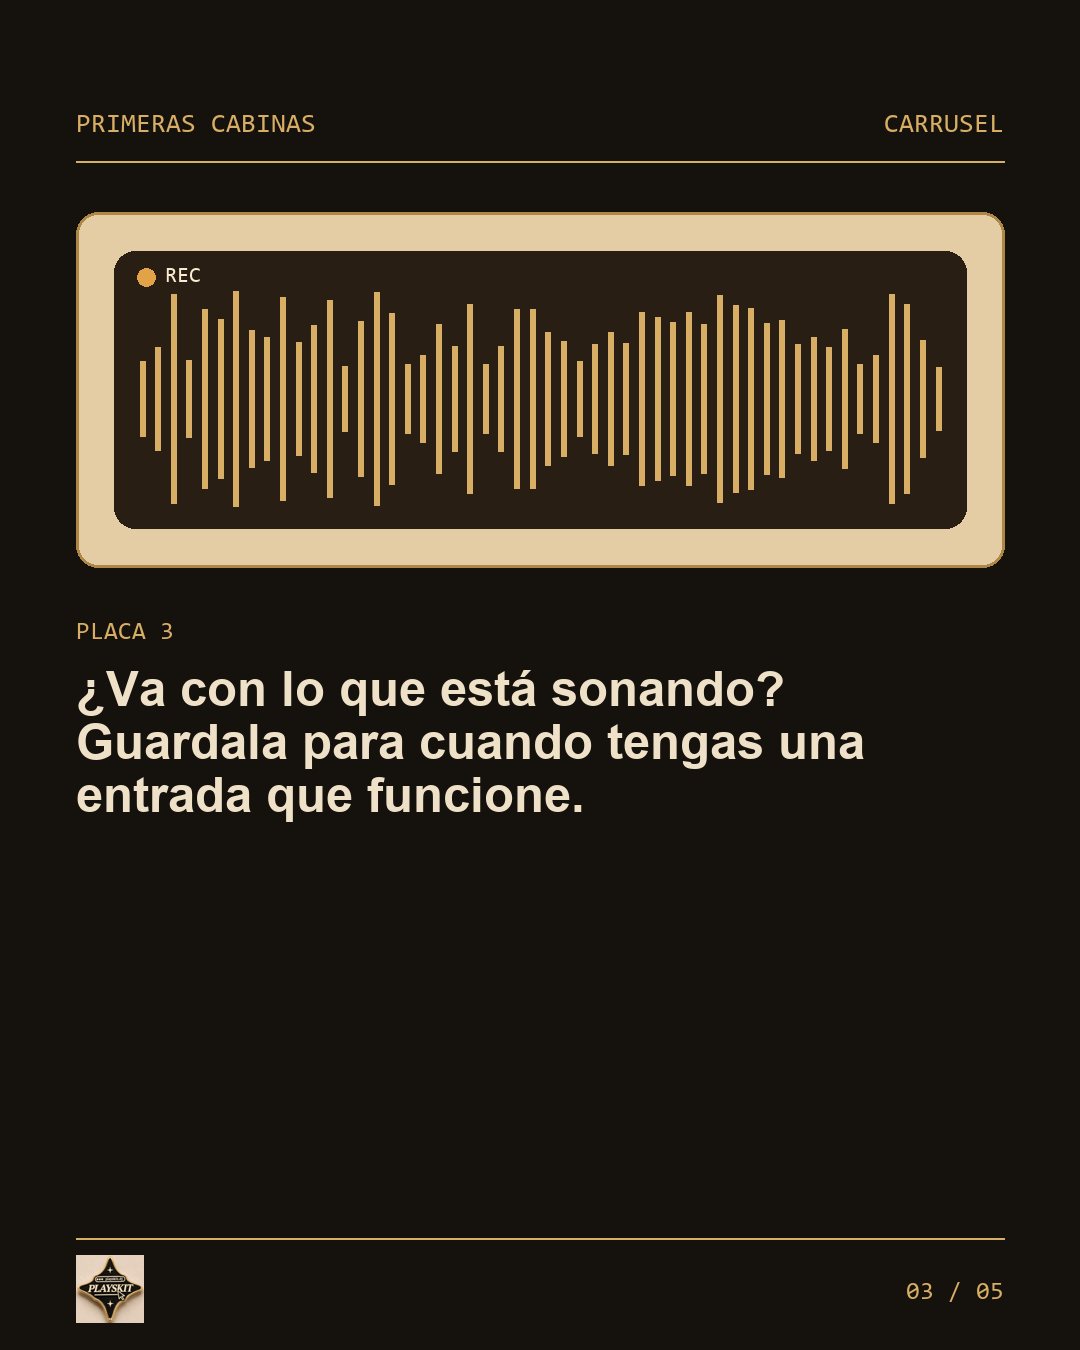 PRIMERAS CABINAS
CARRUSEL
REC
PLACA 3
¿Va con lo que está sonando?
Guardala para cuando tengas una
entrada que funcione.
PLAYSKIT
03 / 05